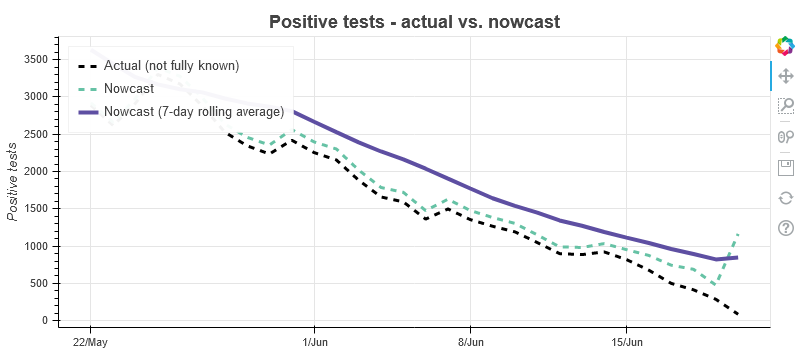 Positive tests - actual vs. nowcast
Positive tests
3500
3000
2500
2000
1500
1000
500
0
Actual (not fully known)
Nowcast
Nowcast (7-day rolling average)
22/May
1/Jun
8/Jun
15/Jun